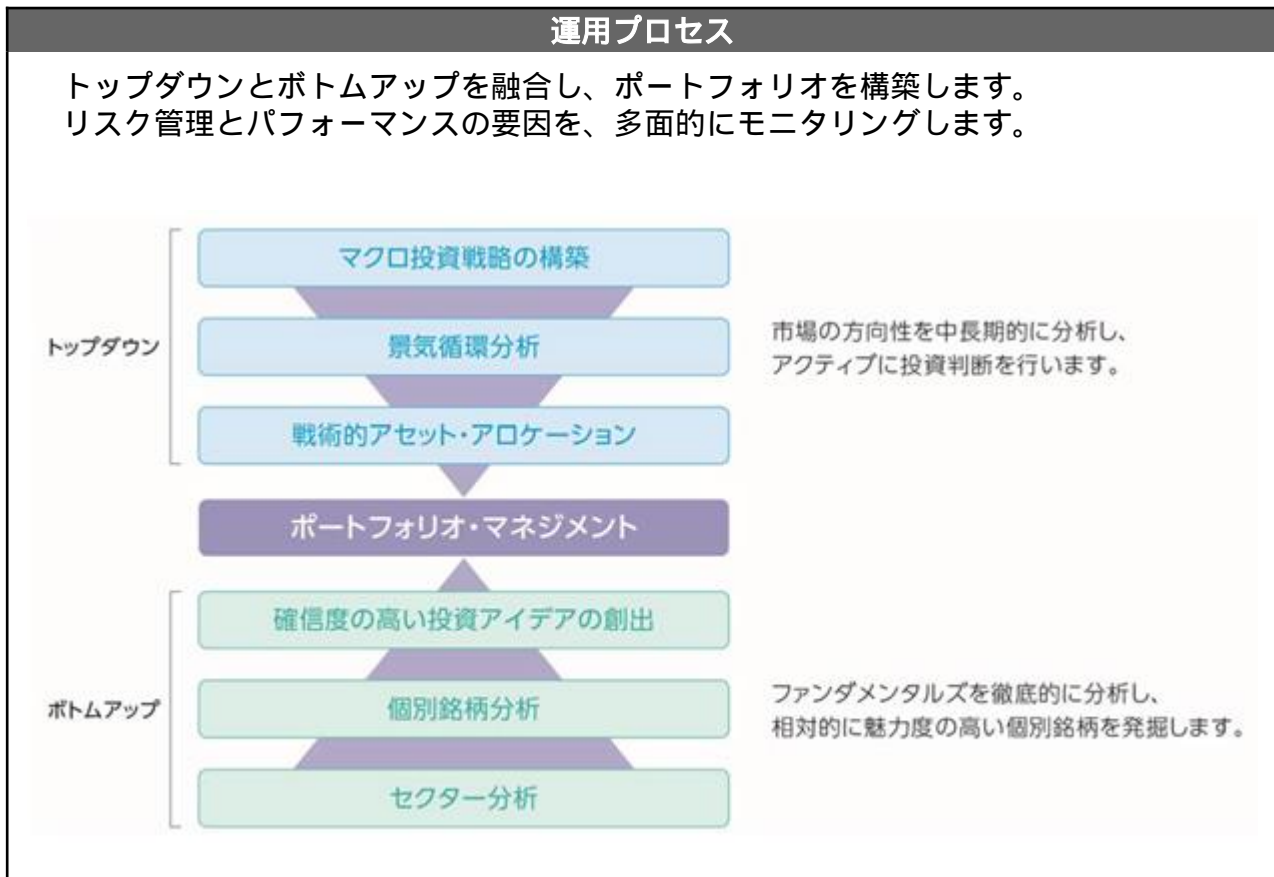 運用プロセス
トップダウンとボトムアップを融合し、ポートフォリオを構築します。
リスク管理とパフォーマンスの要因を、多面的にモニタリングします。
トップダウン
マクロ投資戦略の構築
景気循環分析
戦術的アセット・アロケーション
市場の方向性を中長期的に分析し、
アクティブに投資判断を行います。
ポートフォリオ・マネジメント
ボトムアップ
確信度の高い投資アイデアの創出
個別銘柄分析
セクター分析
ファンダメンタルズを徹底的に分析し、
相対的に魅力度の高い個別銘柄を発掘します。